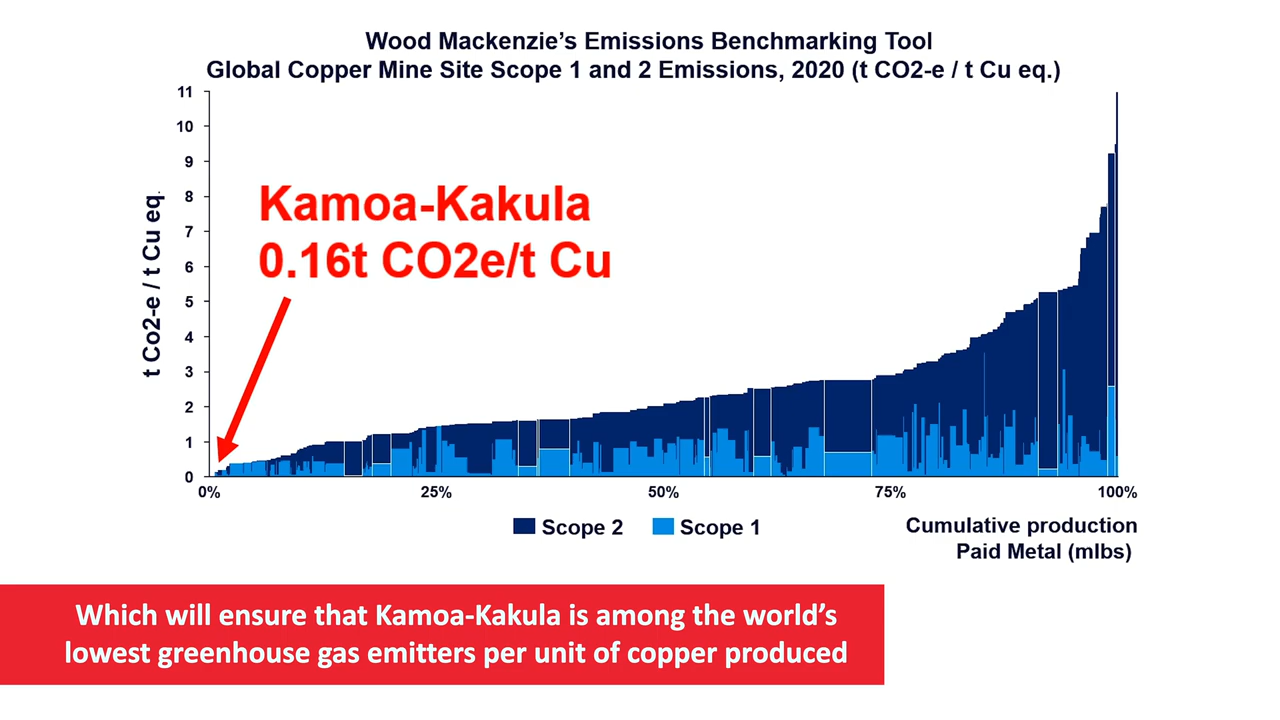 Wood Mackenzie’s Emissions Benchmarking Tool
Global Copper Mine Site Scope 1 and 2 Emissions, 2020 (t CO2-e / t Cu eq.)
t Co2-e / t Cu eq.
11
10
9
8
7
6
5
4
3
2
1
0
Kamoa-Kakula
0.16t CO2e/t Cu
0%
25%
50%
75%
100%
Scope 2
Scope 1
Cumulative production
Paid Metal (mlbs)
Which will ensure that Kamoa-Kakula is among the world’s
lowest greenhouse gas emitters per unit of copper produced